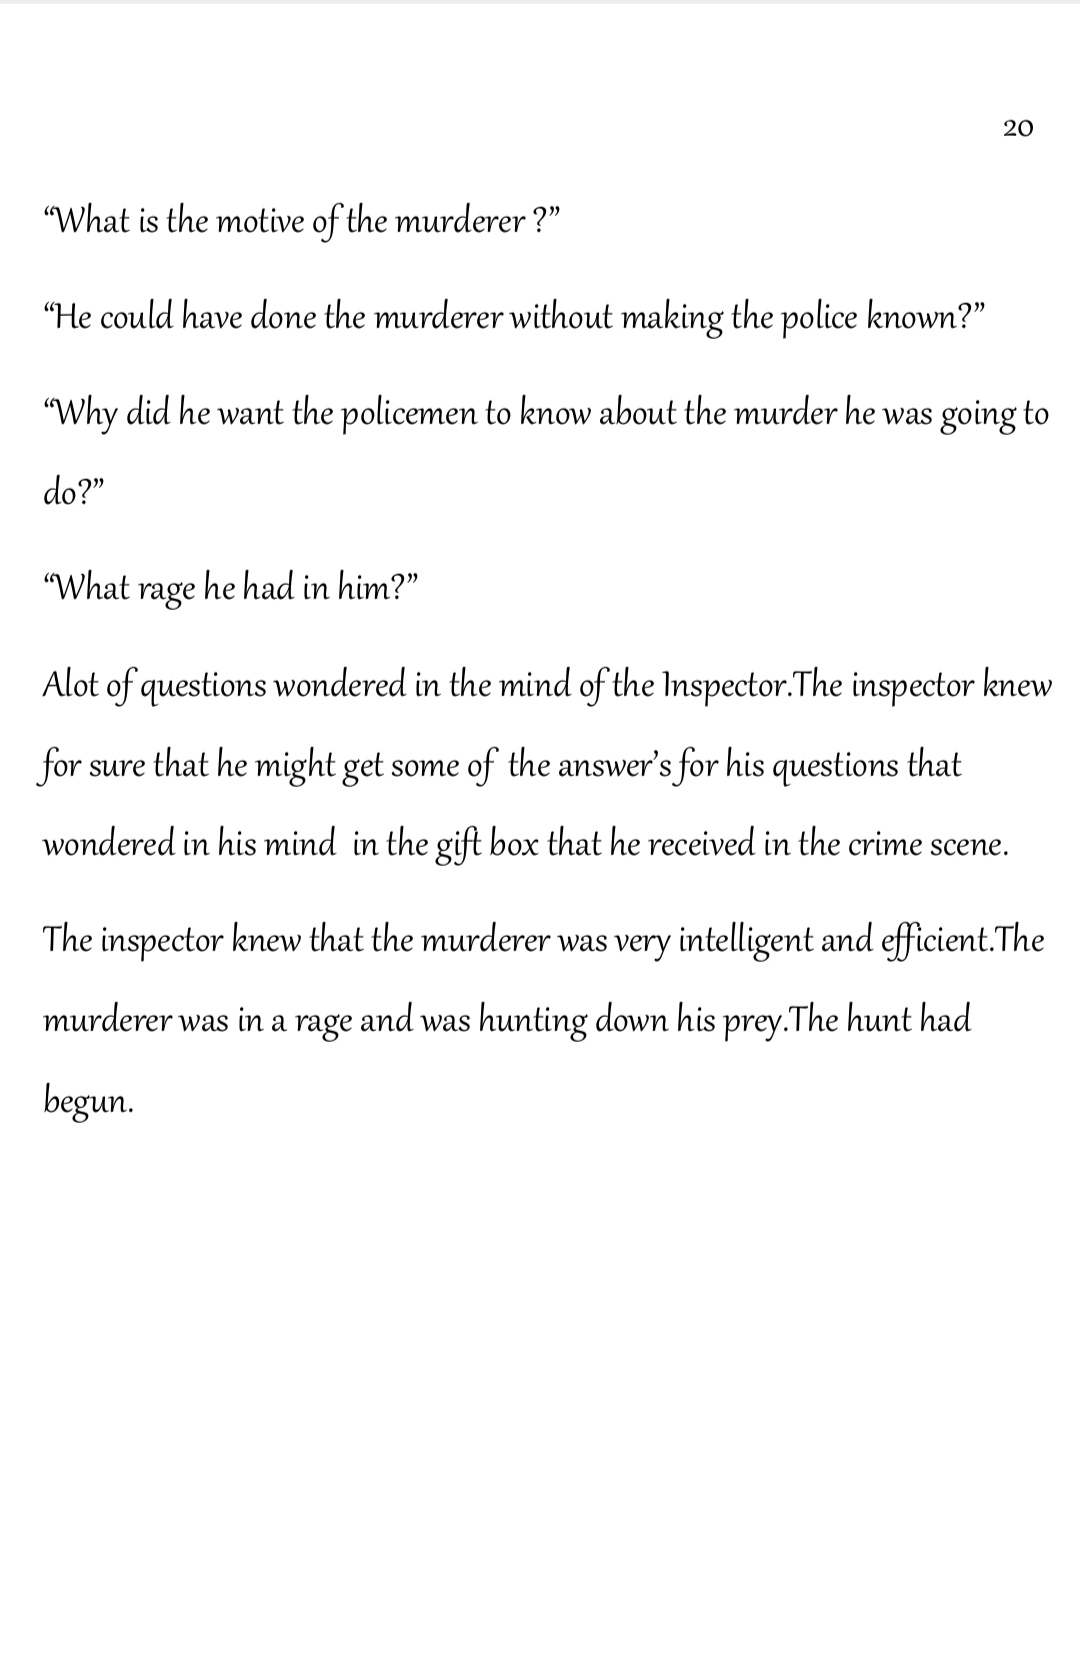 20
“What is the motive of the murderer ?”
“He could have done the murderer without making the police known?”
“Why did he want the policemen to know about the murder he was going to
do?”
“What rage he had in him?”
Alot of questions wondered in the mind of the Inspector.The inspector knew
for sure that he might get some of  the answer’s for his questions that
wondered in his mind  in the gift box that he received in the crime scene.
The inspector knew that the murderer was very intelligent and efficient.The
murderer was in a rage and was hunting down his prey.The hunt had
begun.